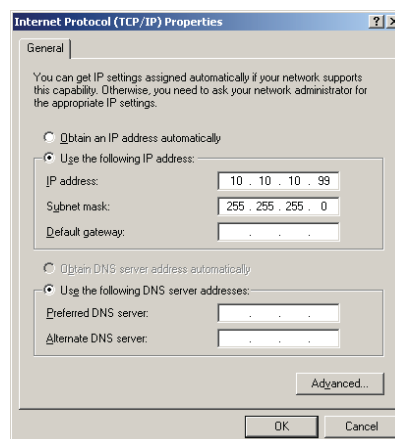 Internet Protocol (TCP/IP) Properties
General
You can get IP settings assigned automatically if your network supports
this capability. Otherwise, you need to ask your network administrator for
the appropriate IP settings.
Obtain an IP address automatically
Use the following IP address:
IP address: 10 . 10 . 10 . 99
Subnet mask: 255 . 255 . 255 . 0
Default gateway: . . .
Obtain DNS server address automatically
Use the following DNS server addresses:
Preferred DNS server: . . .
Alternate DNS server: . . .
Advanced...
OK Cancel